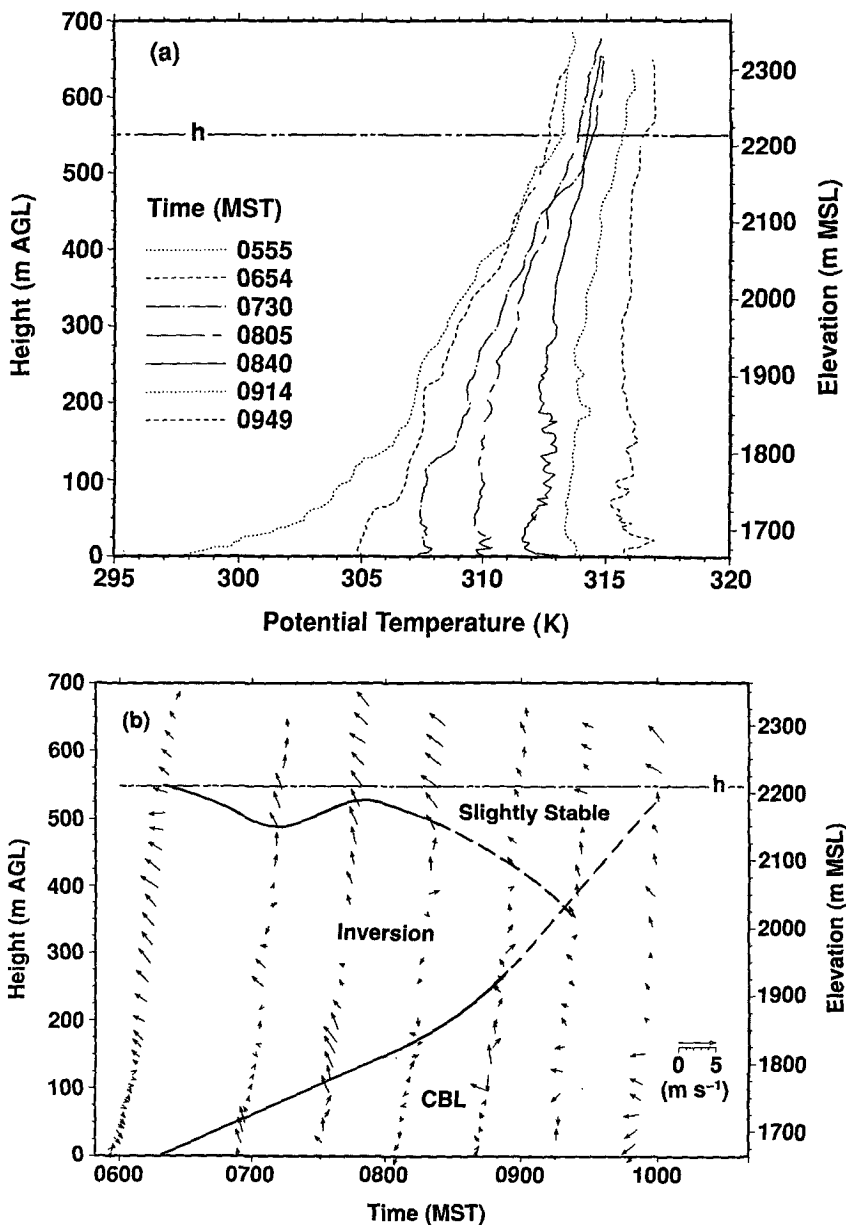 (a)
700
600
500
400
300
200
100
0
Height (m AGL)
h
Time (MST)
0555
0654
0730
0805
0840
0914
0949
2300
2200
2100
2000
1900
1800
1700
Elevation (m MSL)
295 300 305 310 315 320
Potential Temperature (K)
(b)
700
600
500
400
300
200
100
0
Height (m AGL)
h
Slightly Stable
Inversion
CBL
0 5
(m s⁻¹)
2300
2200
2100
2000
1900
1800
1700
Elevation (m MSL)
0600 0700 0800 0900 1000
Time (MST)